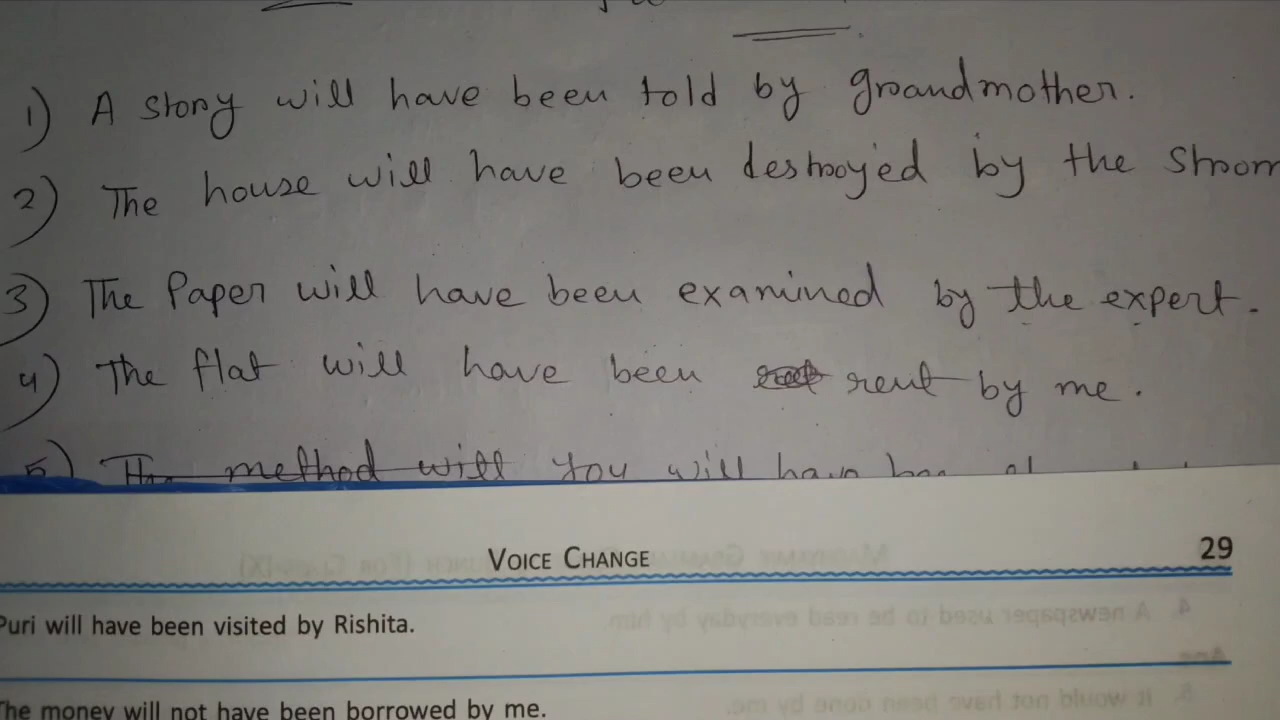 1) A story will have been told by grandmother.
2) The house will have been destroyed by the
3) The Paper will have been examined by the expert.
4) The flat will have been rent by me.
5) The method will You will have
VOICE CHANGE 29
Puri will have been visited by Rishita.
The money will not have been borrowed by me.